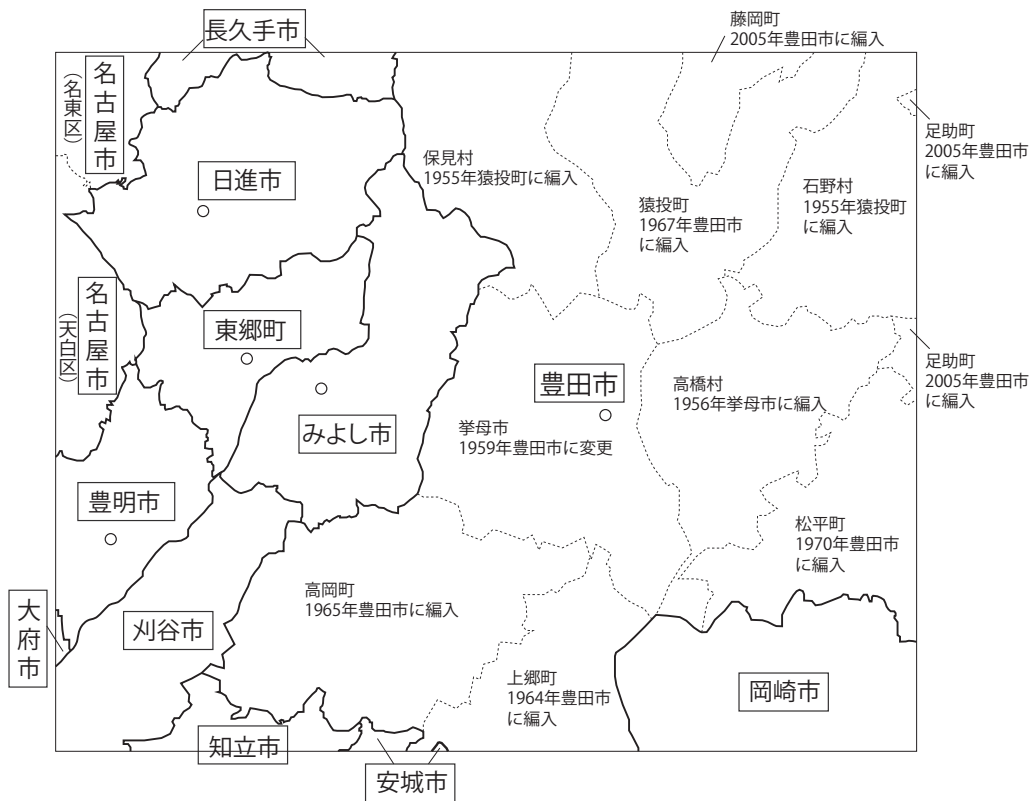 長久手市
藤岡町
2005年豊田市に編入
名古屋市
(名東区)
足助町
2005年豊田市
に編入
保見村
1955年猿投町に編入
日進市
石野村
1955年猿投町
に編入
猿投町
1967年豊田市
に編入
名古屋市
(天白区)
東郷町
豊田市
足助町
2005年豊田市
に編入
高橋村
1956年挙母市に編入
みよし市
挙母市
1959年豊田市に変更
豊明市
松平町
1970年豊田市
に編入
高岡町
1965年豊田市に編入
大府市
刈谷市
上郷町
1964年豊田市
に編入
岡崎市
知立市
安城市